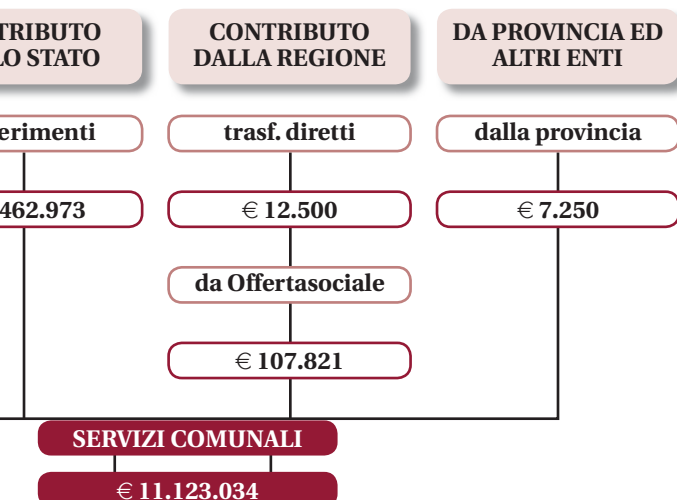 TRIBUTO
LO STATO
CONTRIBUTO
DALLA REGIONE
DA PROVINCIA ED
ALTRI ENTI
erimenti
trasf. diretti
dalla provincia
462.973
€ 12.500
€ 7.250
da Offertasociale
€ 107.821
SERVIZI COMUNALI
€ 11.123.034